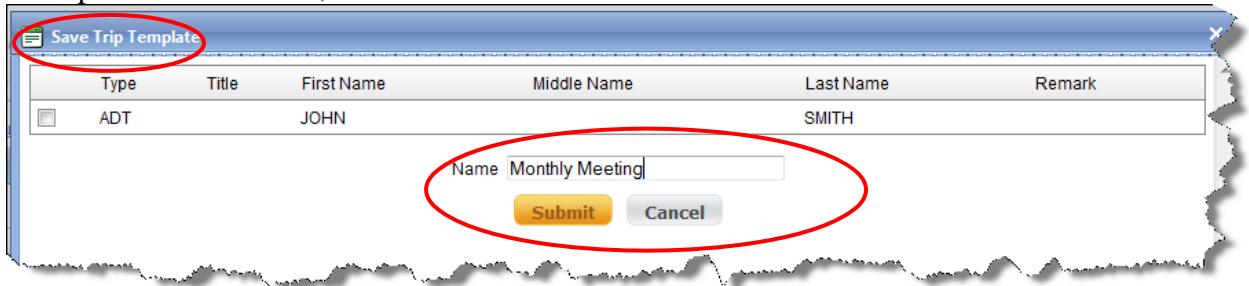 Save Trip Template
Type Title First Name Middle Name Last Name Remark
ADT JOHN SMITH
Name Monthly Meeting
Submit Cancel